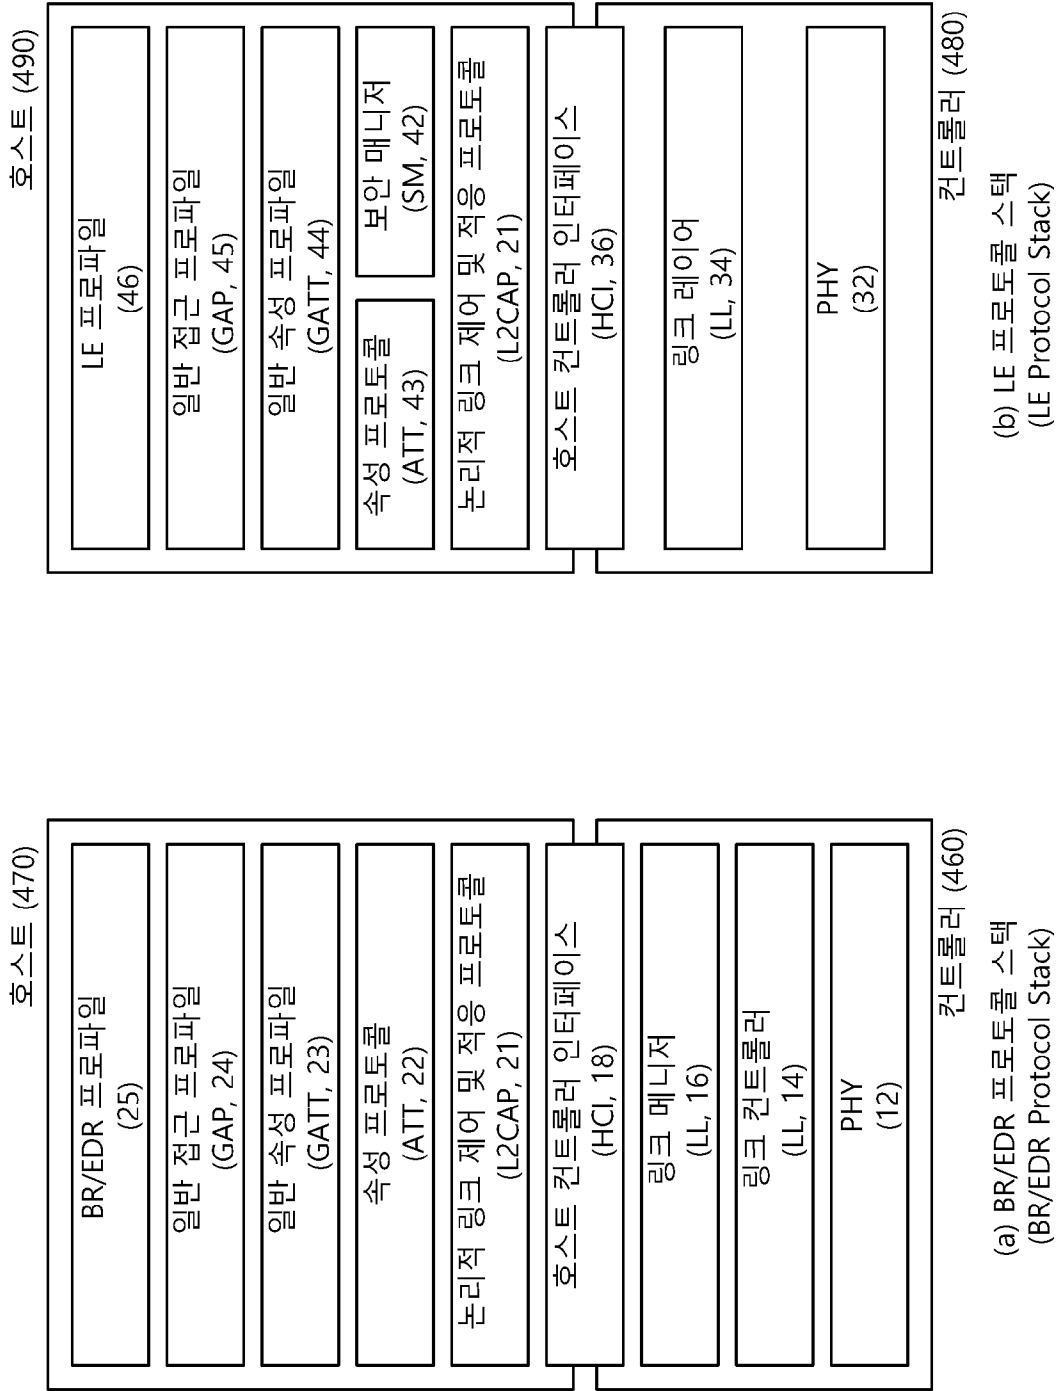 호스트 (470)
BR/EDR 프로파일
(25)
일반 접근 프로파일
(GAP, 24)
일반 속성 프로파일
(GATT, 23)
속성 프로토콜
(ATT, 22)
논리적 링크 제어 및 적응 프로토콜
(L2CAP, 21)
호스트 컨트롤러 인터페이스
(HCI, 18)
링크 메니저
(LL, 16)
링크 컨트롤러
(LL, 14)
PHY
(12)
컨트롤러 (460)
(a) BR/EDR 프로토콜 스택
(BR/EDR Protocol Stack)
호스트 (490)
LE 프로파일
(46)
일반 접근 프로파일
(GAP, 45)
일반 속성 프로파일
(GATT, 44)
속성 프로토콜
(ATT, 43)
보안 매니저
(SM, 42)
논리적 링크 제어 및 적응 프로토콜
(L2CAP, 21)
호스트 컨트롤러 인터페이스
(HCI, 36)
링크 레이어
(LL, 34)
PHY
(32)
컨트롤러 (480)
(b) LE 프로토콜 스택
(LE Protocol Stack)